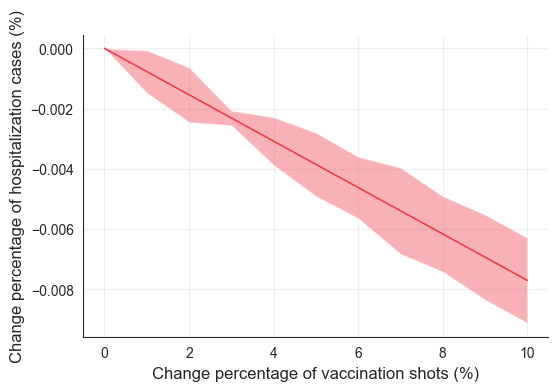 Change percentage of hospitalization cases (%)
0.000
−0.002
−0.004
−0.006
−0.008
0 2 4 6 8 10
Change percentage of vaccination shots (%)